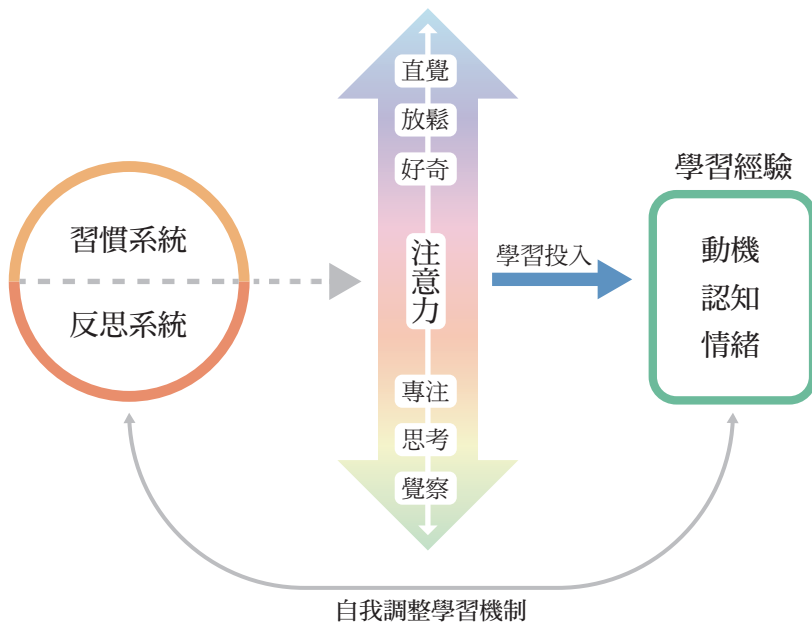 直覺
放鬆
好奇
學習經驗
習慣系統
反思系統
注意力
學習投入
動機
認知
情緒
專注
思考
覺察
自我調整學習機制